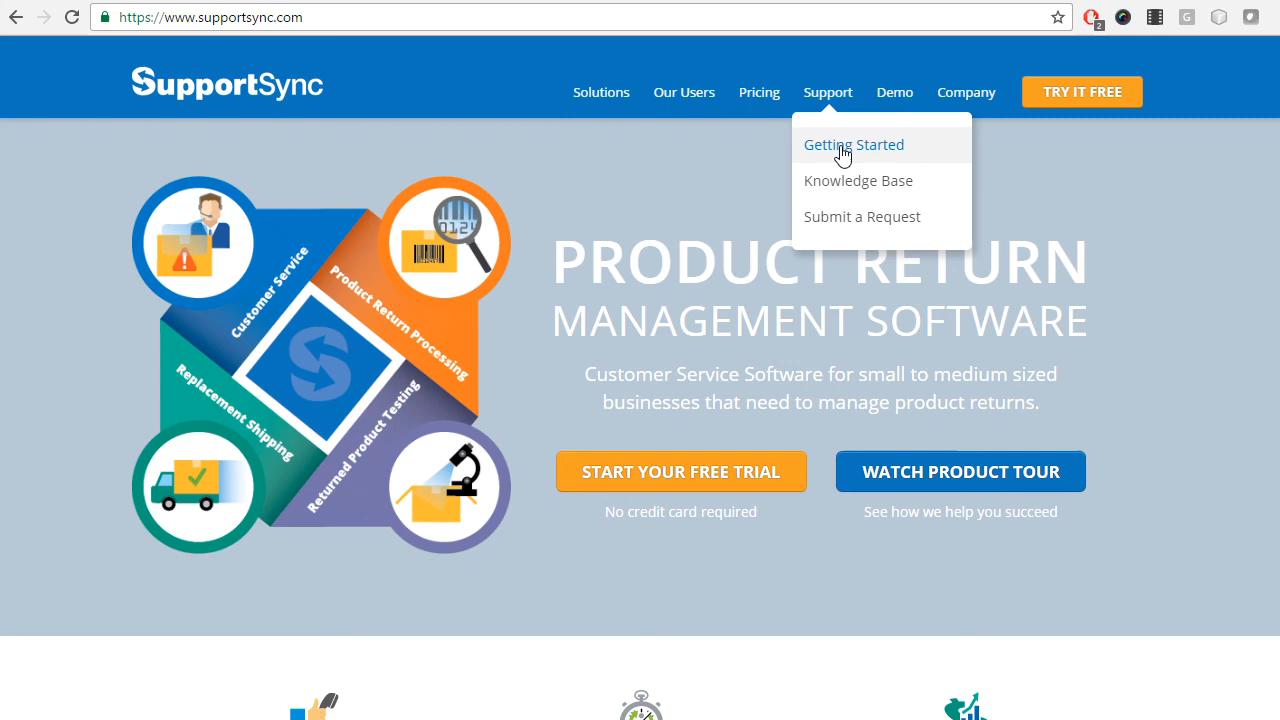 https://www.supportsync.com
2
G
SupportSync
Solutions
Our Users
Pricing
Support
Demo
Company
TRY IT FREE
Getting Started
Knowledge Base
Submit a Request
Customer Service
Product Return Processing
0124
Replacement Shipping
Returned Product Testing
PRODUCT RETURN
MANAGEMENT SOFTWARE
Customer Service Software for small to medium sized
businesses that need to manage product returns.
START YOUR FREE TRIAL
WATCH PRODUCT TOUR
No credit card required
See how we help you succeed